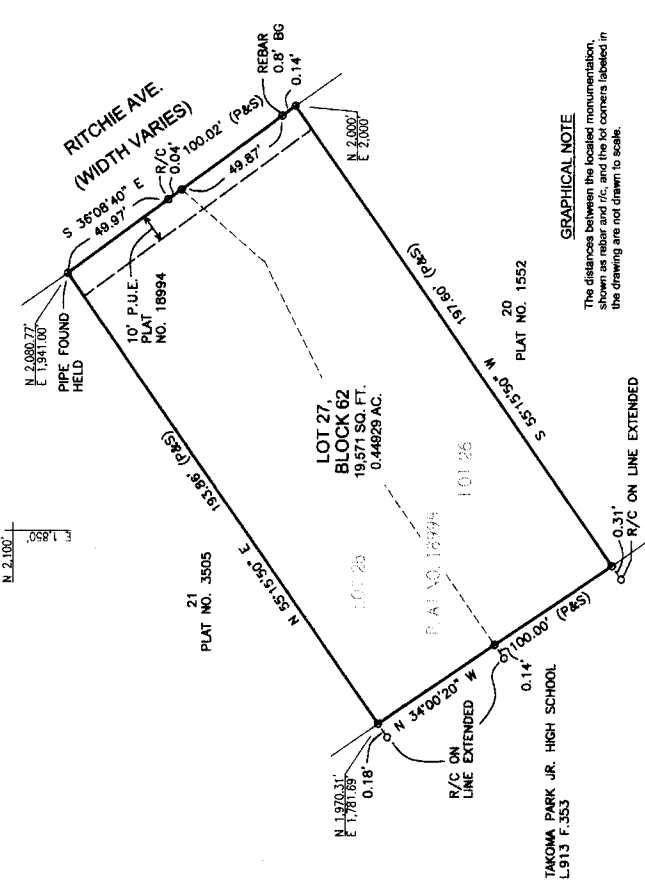 RITCHIE AVE.
(WIDTH VARIES)
S 36°08'40" E 100.02' (P&S)
49.97'
R/C
0.04'
49.87'
REBAR
0.8' BG
0.14'
N 2,000'
E 2,000'
N 2,080.77'
E 1,941.00'
PIPE FOUND
HELD
10' P.U.E.
PLAT
NO. 18994
GRAPHICAL NOTE
The distances between the located monumentation,
shown as rebar and r/c, and the lot corners labeled in
the drawing are not drawn to scale.
N 2,100'
E 1,850'
21
PLAT NO. 3505
N 55°15'50" E
193.86' (P&S)
LOT 27,
BLOCK 62
19,571 SQ. FT.
0.44929 AC.
S 55°15'50" W
197.60' (P&S)
20
PLAT NO. 1552
LOT 26
PLAT NO. 18994
LOT
N 34°00'20" W
100.00' (P&S)
0.31'
R/C ON LINE EXTENDED
0.14'
R/C ON
LINE EXTENDED
0.18'
N 1,970.31'
E 1,781.69'
TAKOMA PARK JR. HIGH SCHOOL
L.913 F.353